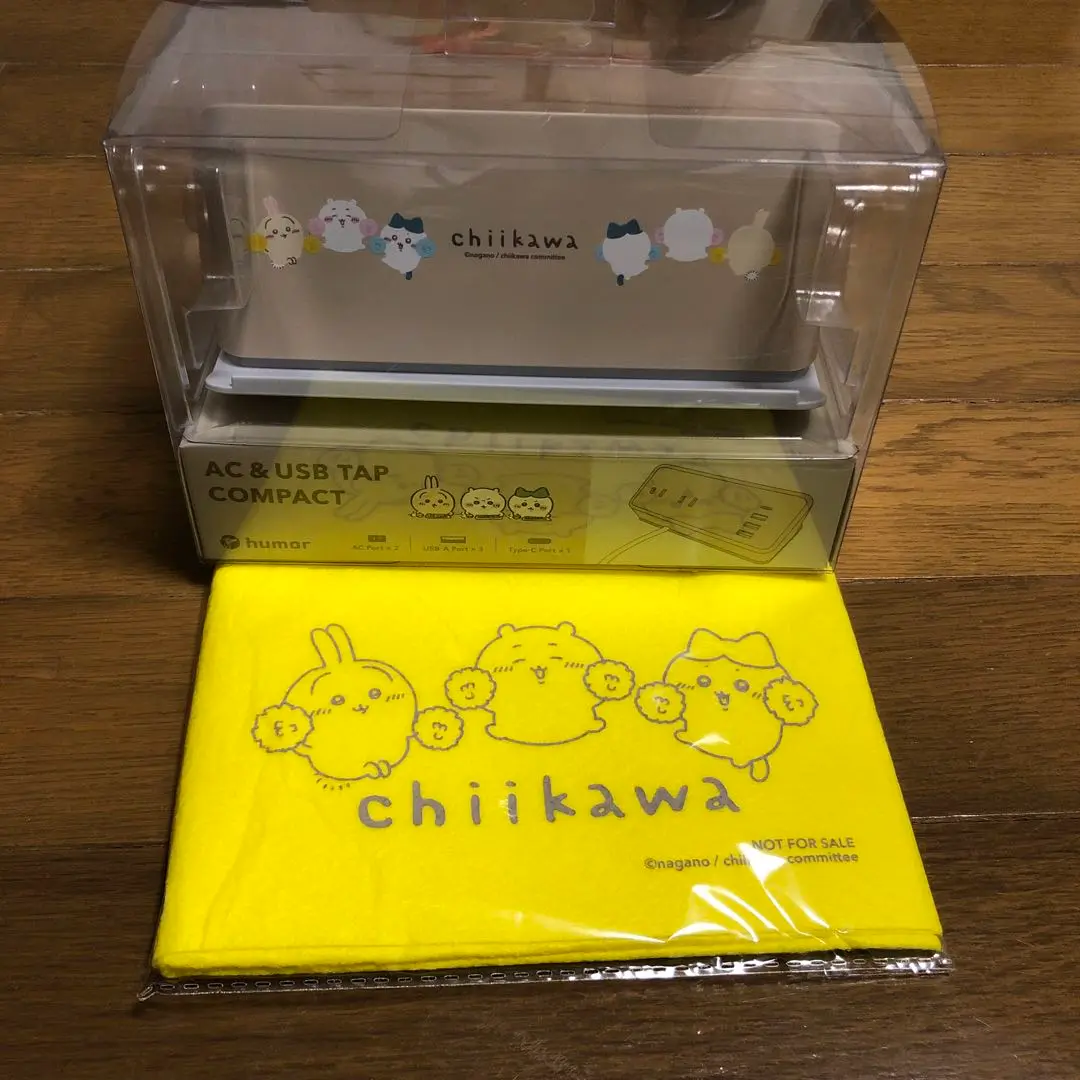 chiikawa
©nagano / chiikawa committee
AC & USB TAP
COMPACT
humor
AC Port × 2
USB-A Port × 3
Type-C Port × 1
chiikawa
NOT FOR SALE
©nagano / chii committee